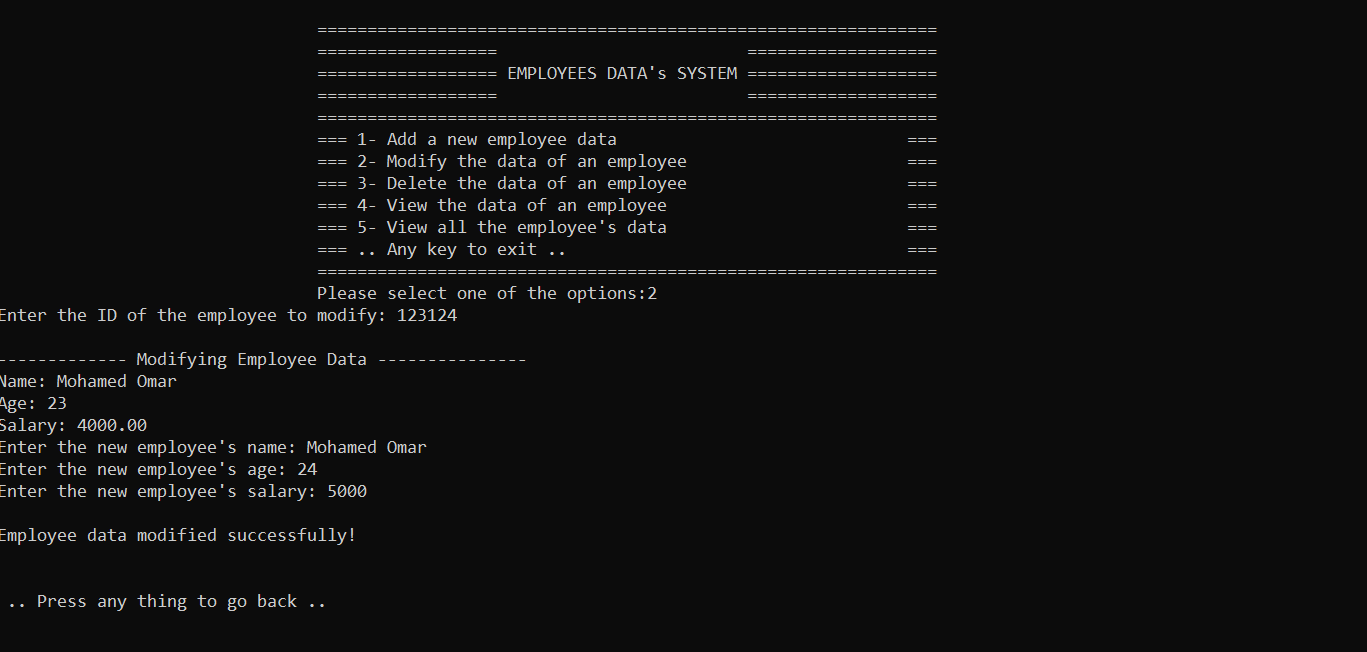 ==============================================================
================== ===================
================== EMPLOYEES DATA's SYSTEM ===================
================== ===================
==============================================================
=== 1- Add a new employee data ===
=== 2- Modify the data of an employee ===
=== 3- Delete the data of an employee ===
=== 4- View the data of an employee ===
=== 5- View all the employee's data ===
=== .. Any key to exit .. ===
==============================================================
Please select one of the options:2
Enter the ID of the employee to modify: 123124
------------- Modifying Employee Data ---------------
Name: Mohamed Omar
Age: 23
Salary: 4000.00
Enter the new employee's name: Mohamed Omar
Enter the new employee's age: 24
Enter the new employee's salary: 5000
Employee data modified successfully!
.. Press any thing to go back ..